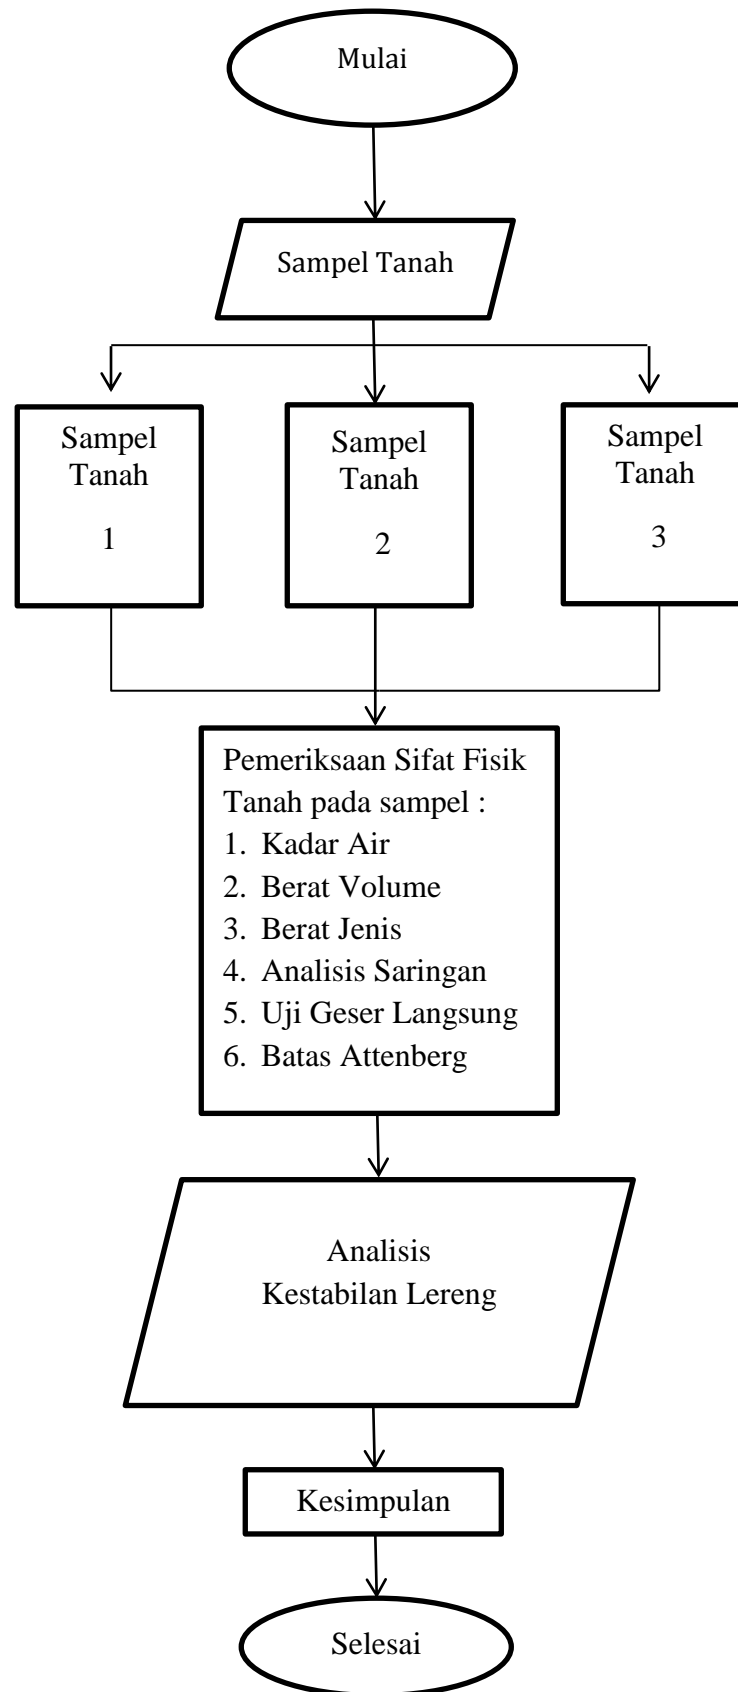 Mulai
Sampel Tanah
Sampel
Tanah
1
Sampel
Tanah
2
Sampel
Tanah
3
Pemeriksaan Sifat Fisik
Tanah pada sampel :
1. Kadar Air
2. Berat Volume
3. Berat Jenis
4. Analisis Saringan
5. Uji Geser Langsung
6. Batas Attenberg
Analisis
Kestabilan Lereng
Kesimpulan
Selesai